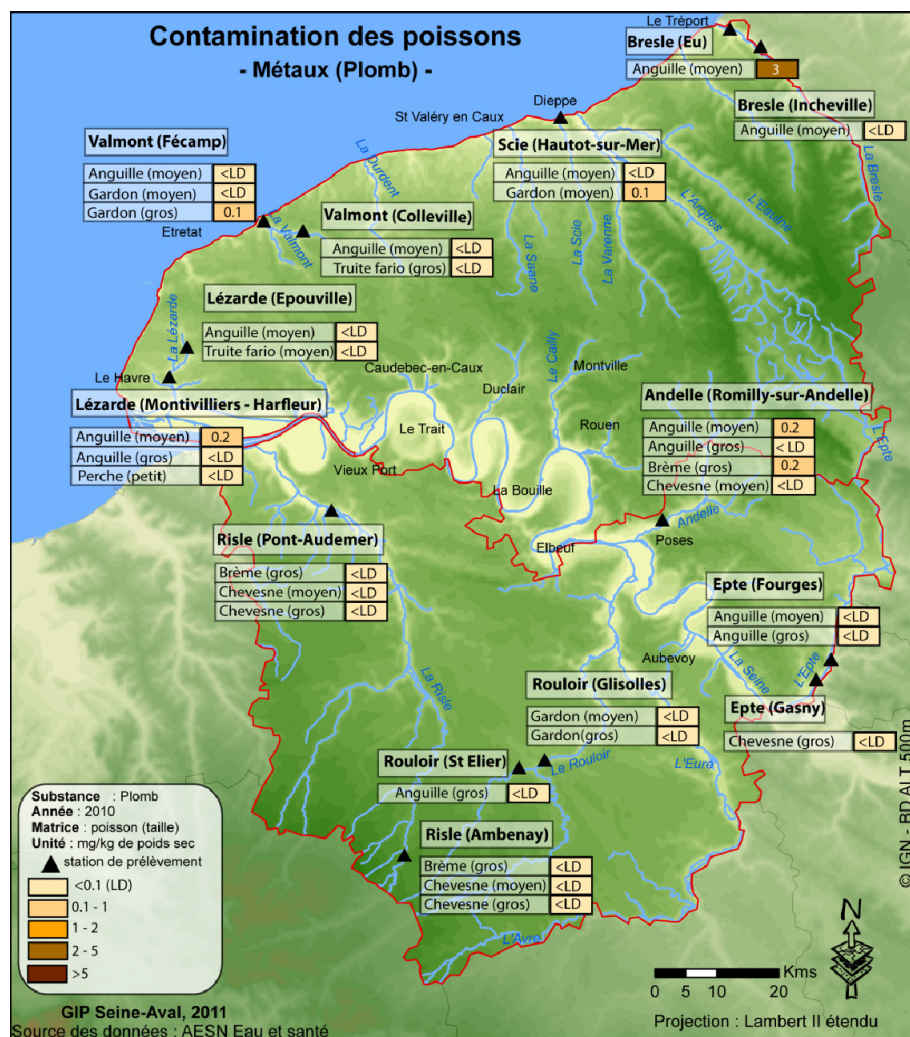 Contamination des poissons
- Métaux (Plomb) -
Le Tréport
Bresle (Eu)
Anguille (moyen) 3
Bresle (Incheville)
Anguille (moyen) <LD
La Bresle
Dieppe
St Valéry en Caux
Scie (Hautot-sur-Mer)
Anguille (moyen) <LD
Gardon (moyen) 0.1
Valmont (Fécamp)
Anguille (moyen) <LD
Gardon (moyen) <LD
Gardon (gros) 0.1
La Durdent
Etretat
La Valmont
Valmont (Colleville)
Anguille (moyen) <LD
Truite fario (gros) <LD
La Saane
La Scie
La Varenne
L'Arques
L'Eaulne
Lézarde (Epouville)
Anguille (moyen) <LD
Truite fario (moyen) <LD
La Lézarde
Le Havre
Lézarde (Montivilliers - Harfleur)
Anguille (moyen) 0.2
Anguille (gros) <LD
Perche (petit) <LD
Caudebec-en-Caux
Le Cailly
Montville
Duclair
Le Trait
Rouen
Vieux Port
La Bouille
Andelle (Romilly-sur-Andelle)
Anguille (moyen) 0.2
Anguille (gros) <LD
Brème (gros) 0.2
Chevesne (moyen) <LD
L'Epte
Andelle
Poses
Elbeuf
Risle (Pont-Audemer)
Brème (gros) <LD
Chevesne (moyen) <LD
Chevesne (gros) <LD
Epte (Fourges)
Anguille (moyen) <LD
Anguille (gros) <LD
Aubevoy
La Seine
L'Epte
La Risle
Rouloir (Glisolles)
Gardon (moyen) <LD
Gardon(gros) <LD
Epte (Gasny)
Chevesne (gros) <LD
Rouloir (St Elier)
Anguille (gros) <LD
Le Rouloir
L'Eure
Risle (Ambenay)
Brème (gros) <LD
Chevesne (moyen) <LD
Chevesne (gros) <LD
L'Avre
Substance : Plomb
Année : 2010
Matrice : poisson (taille)
Unité : mg/kg de poids sec
station de prélèvement
<0.1 (LD)
0.1 - 1
1 - 2
2 - 5
>5
GIP Seine-Aval, 2011
Source des données : AESN Eau et santé
N
Kms
0 5 10 20
Projection : Lambert II étendu
© IGN - BD ALT 500m